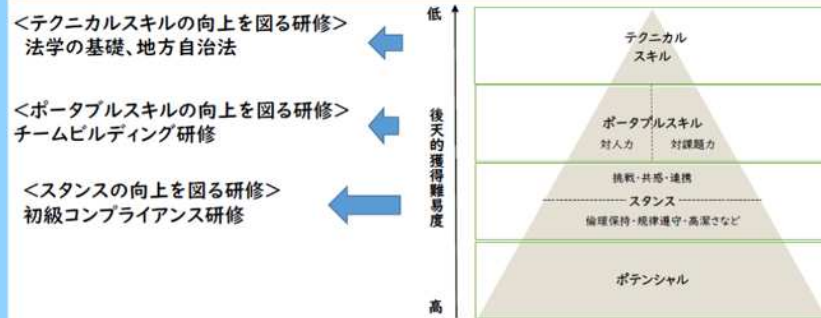 <テクニカルスキルの向上を図る研修>
法学の基礎、地方自治法
<ポータブルスキルの向上を図る研修>
チームビルディング研修
<スタンスの向上を図る研修>
初級コンプライアンス研修
低
後天的獲得難易度
高
テクニカル
スキル
ポータブルスキル
対人力 対課題力
挑戦・共感・連携
スタンス
倫理保持・規律遵守・高潔さなど
ポテンシャル